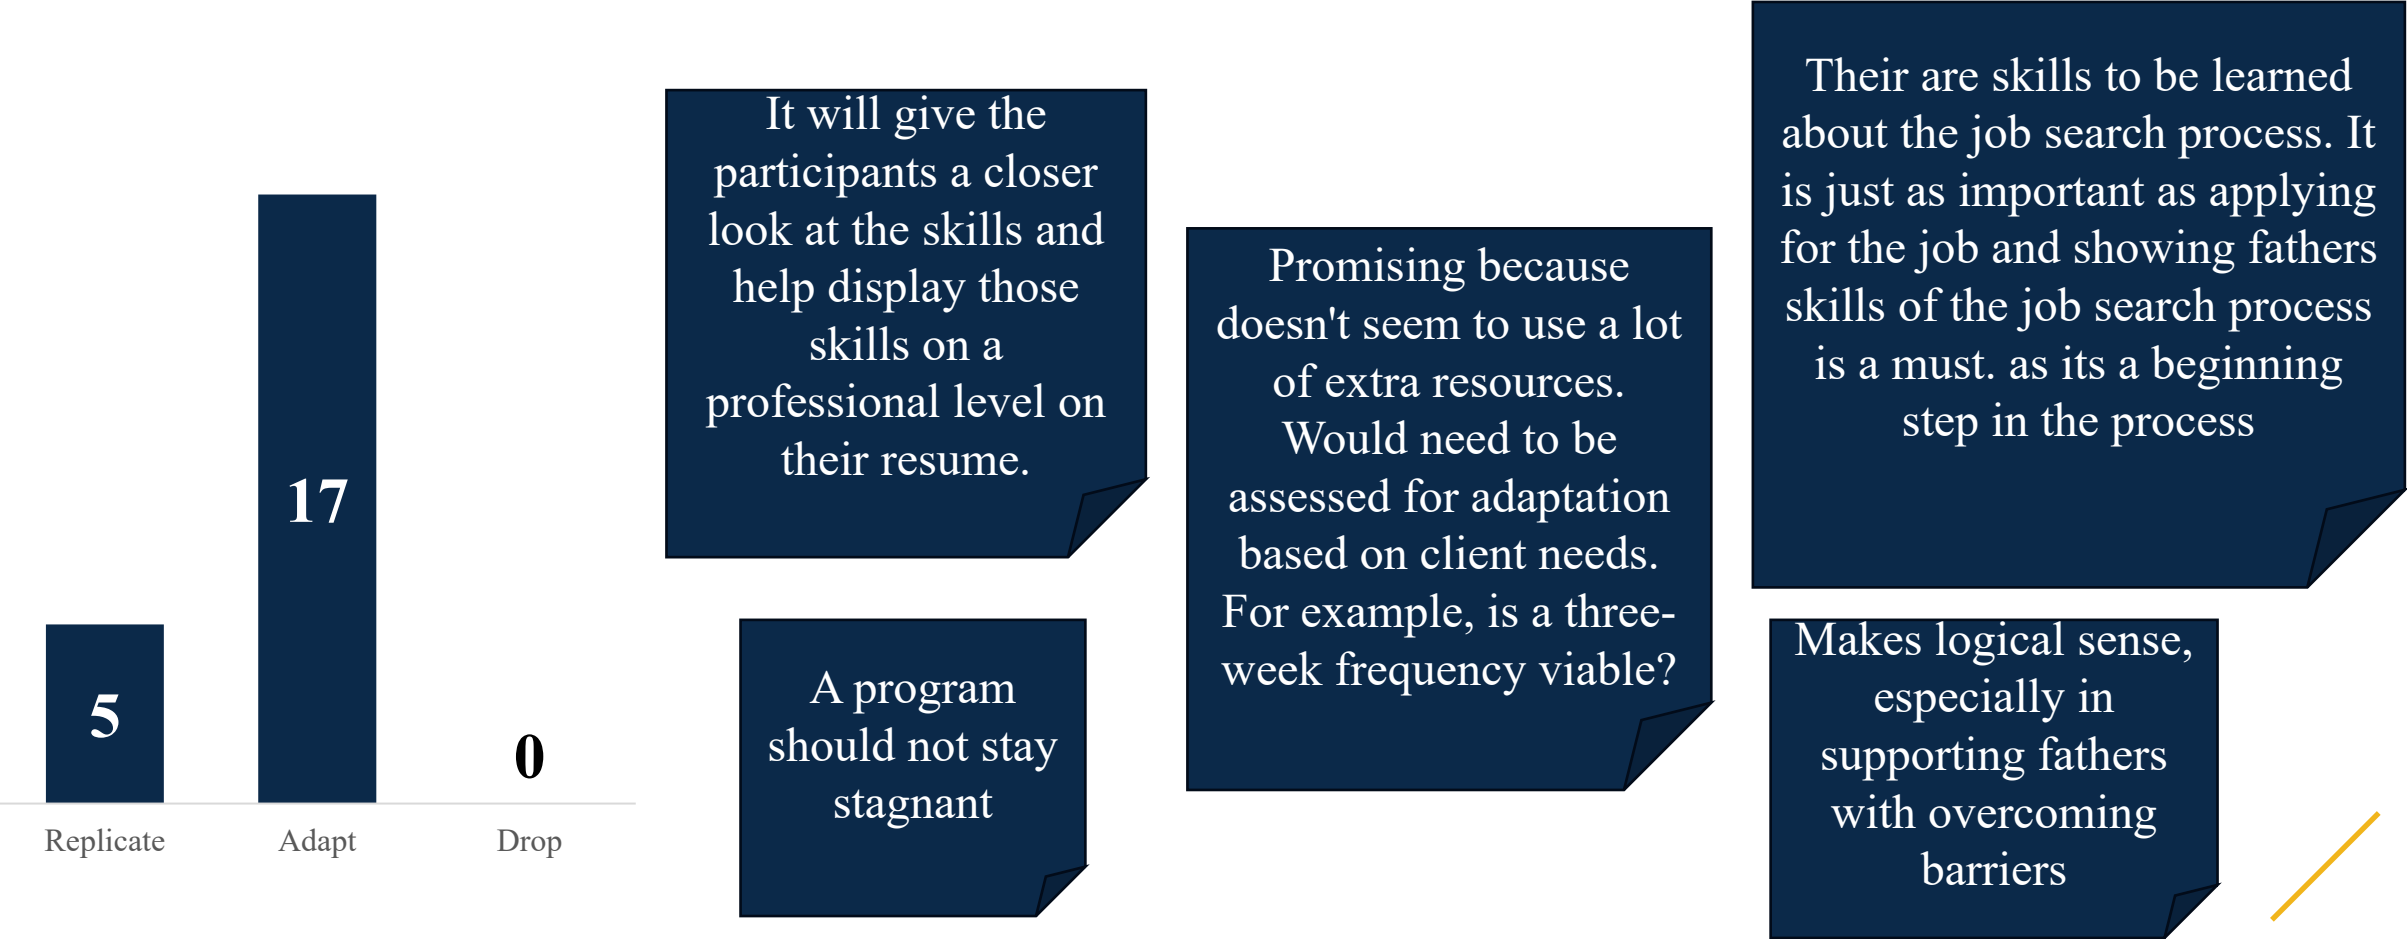 5
17
0
Replicate
Adapt
Drop
It will give the
participants a closer
look at the skills and
help display those
skills on a
professional level on
their resume.
A program
should not stay
stagnant
Promising because
doesn't seem to use a lot
of extra resources.
Would need to be
assessed for adaptation
based on client needs.
For example, is a three-
week frequency viable?
Their are skills to be learned
about the job search process. It
is just as important as applying
for the job and showing fathers
skills of the job search process
is a must. as its a beginning
step in the process
Makes logical sense,
especially in
supporting fathers
with overcoming
barriers